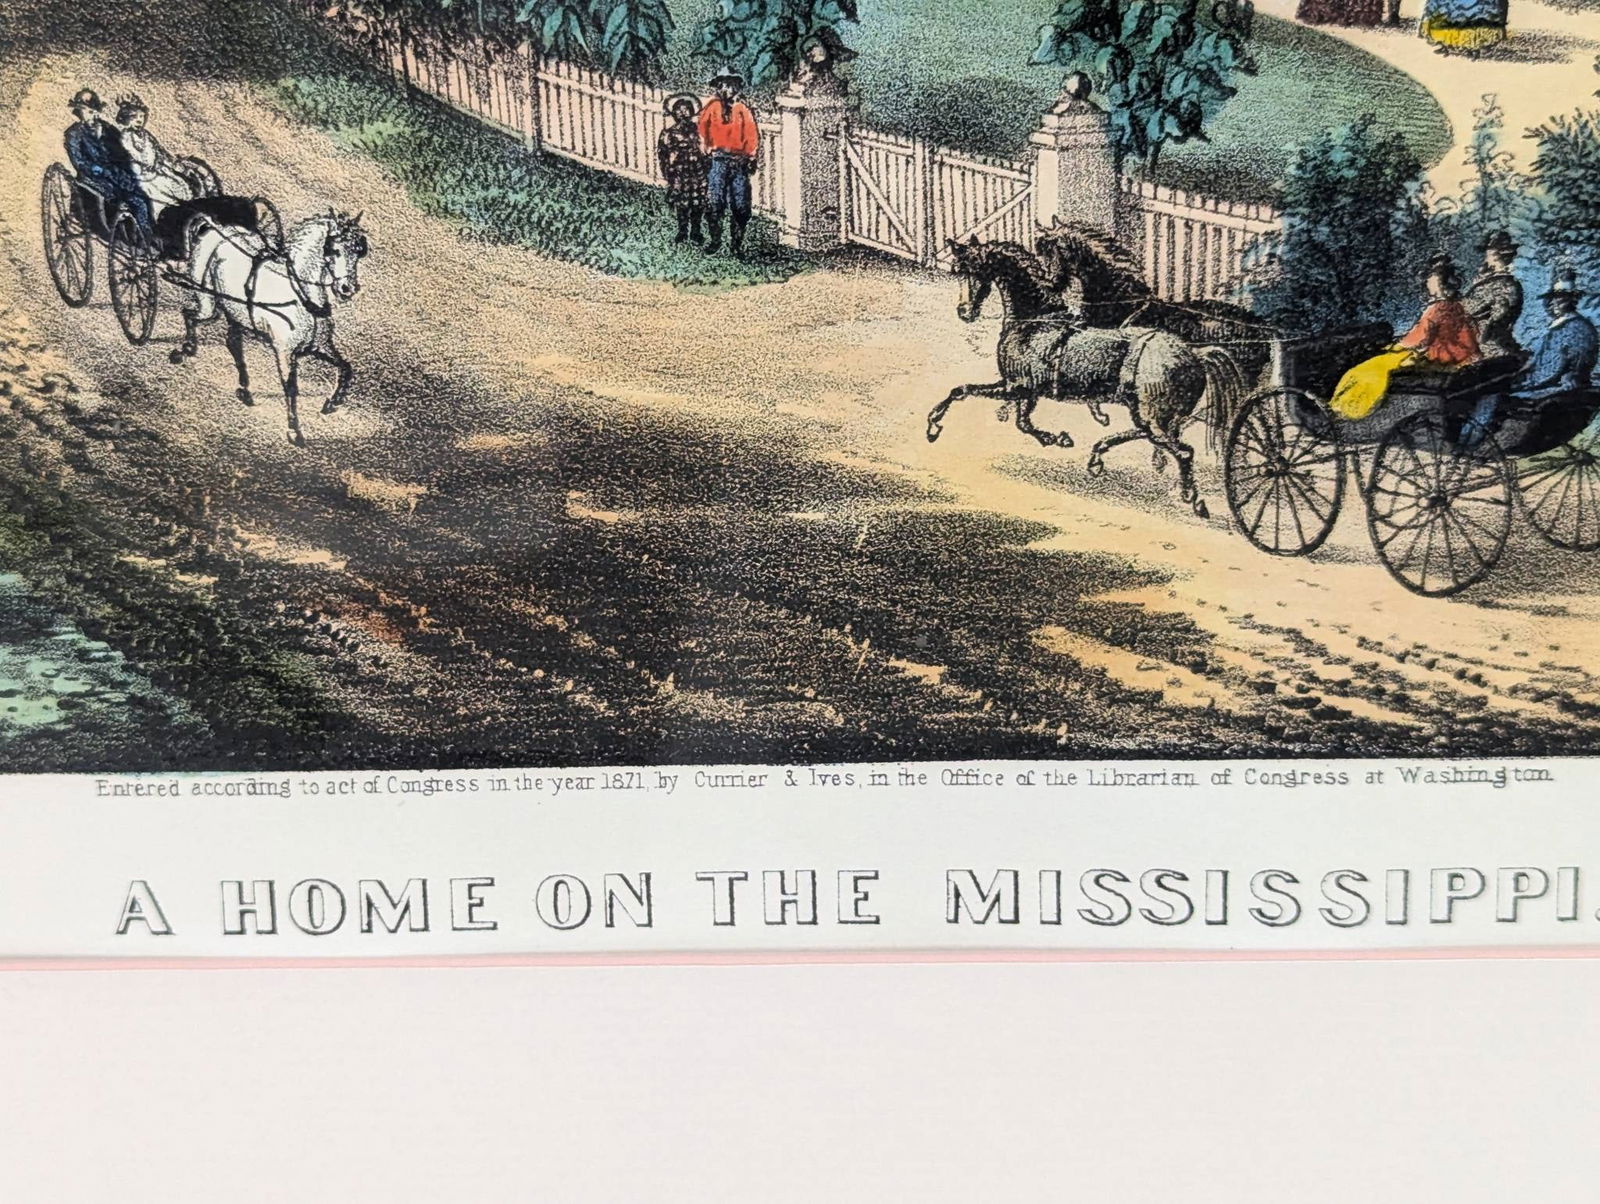 Entered according to act of Congress in the year 1871, by Currier & Ives, in the Office of the Librarian of Congress at Washington
A HOME ON THE MISSISSIPPI.